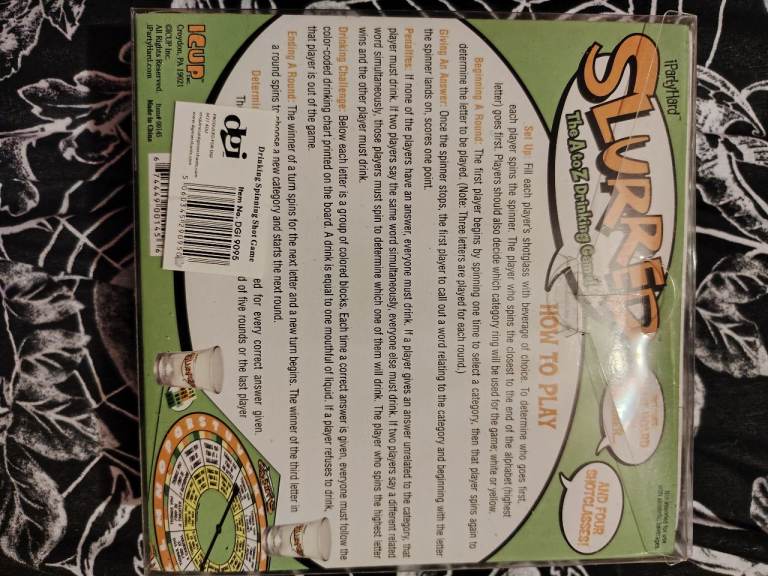 iPartyHard™
SLURRED
The A to Z Drinking Game!
AND FOUR
SHOTGLASSES!
HOW TO PLAY
Set Up: Fill each player's shotglass with beverage of choice. To determine who goes first,
each player spins the spinner. The player who spins the closest to the end of the alphabet (highest
letter) goes first. Players should also decide which category ring will be used for the game; white or yellow.
Beginning A Round: The first player begins by spinning one time to select a category, then that player spins again to
determine the letter to be played. (Note: Three letters are played for each round.)
Giving An Answer: Once the spinner stops, the first player to call out a word relating to the category and beginning with the letter
the spinner lands on, scores one point.
Penalties: If none of the players have an answer, everyone must drink. If a player gives an answer unrelated to the category, that
player must drink. If two players say the same word simultaneously, everyone else must drink. If two players say a different related
word simultaneously, those players must spin to determine which one of them will drink. The player who spins the highest letter
wins and the other player must drink.
Drinking Challenge: Below each letter is a group of colored blocks. Each time a correct answer is given, everyone must follow the
color-coded drinking chart printed on the board. A drink is equal to one mouthful of liquid. If a player refuses to drink,
that player is out of the game.
Ending A Round: The winner of a turn spins for the next letter and a new turn begins. The winner of the third letter in
a round spins to choose a new category and starts the next round.
ed for every correct answer given.
d of five rounds or the last player
dpi
Drinking Spinning Shot Game
Item No. DGI 9095
ICUP Inc.
Croydon, PA 19021
©ICUP Inc.
All Rights Reserved. Item# 00145
iPartyHard.com Made in China
6 74449 00145 6